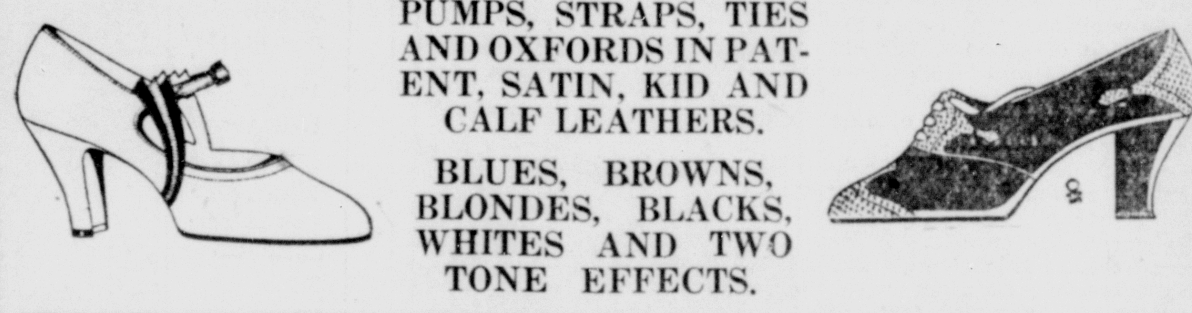 PUMPS, STRAPS, TIES
AND OXFORDS IN PAT-
ENT, SATIN, KID AND
CALF LEATHERS.
BLUES, BROWNS,
BLONDES, BLACKS,
WHITES AND TWO
TONE EFFECTS.